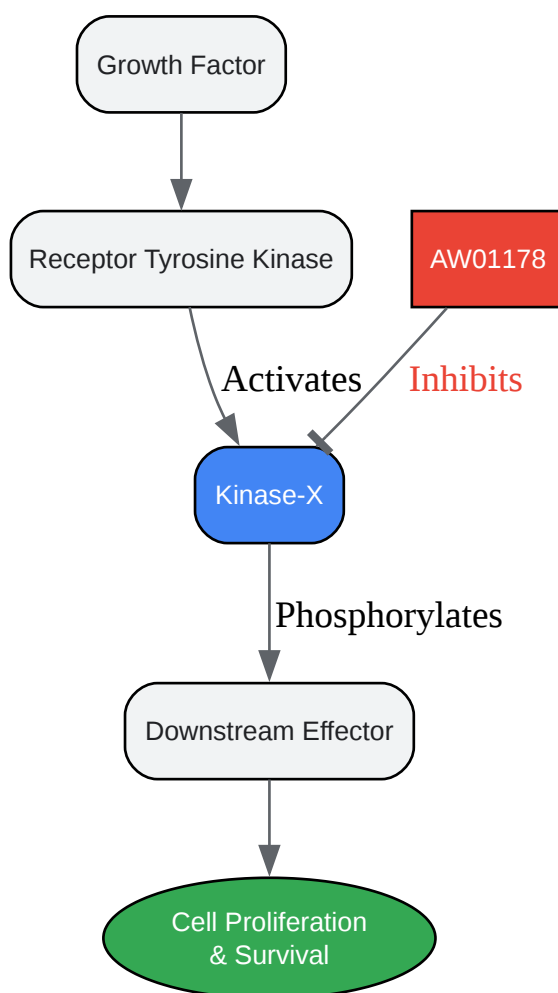 Growth Factor
Receptor Tyrosine Kinase
AW01178
Activates
Inhibits
Kinase-X
Phosphorylates
Downstream Effector
Cell Proliferation
& Survival